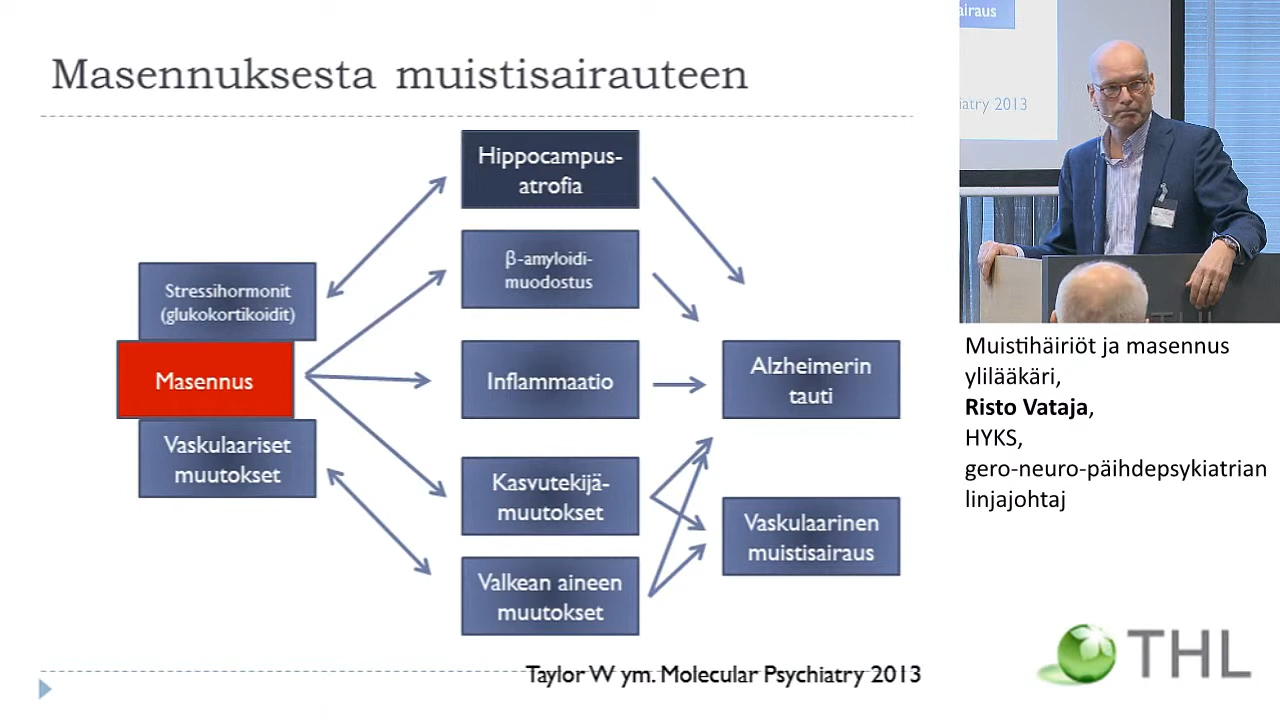 Masennuksesta muistisairauteen
Hippocampus-
atrofia
β-amyloidi-
muodostus
Stressihormonit
(glukokortikoidit)
Masennus
Vaskulaariset
muutokset
Inflammaatio
Kasvutekijä-
muutokset
Valkean aineen
muutokset
Alzheimerin
tauti
Vaskulaarinen
muistisairaus
Taylor W ym. Molecular Psychiatry 2013
airaus
iatry 2013
THL
Muistihäiriöt ja masennus
ylilääkäri,
Risto Vataja,
HYKS,
gero-neuro-päihdepsykiatrian
linjajohtaj
THL